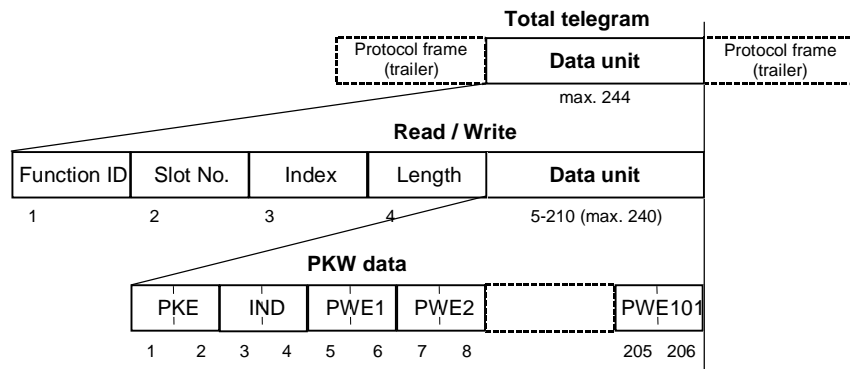 Total telegram
Protocol frame
(trailer)
Data unit
Protocol frame
(trailer)
max. 244
Read / Write
Function ID Slot No. Index Length Data unit
1 2 3 4 5-210 (max. 240)
PKW data
PKE IND PWE1 PWE2 PWE101
1 2 3 4 5 6 7 8 205 206